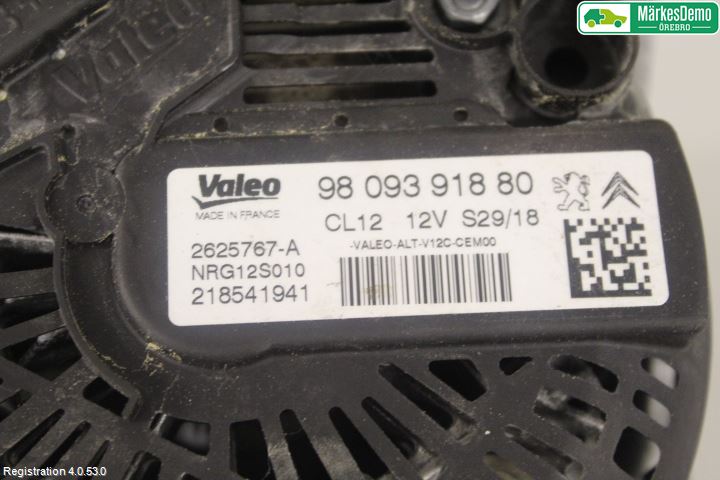 MärkesDemo
ÖREBRO
Valeo
Valeo
98 093 918 80
MADE IN FRANCE
CL12 12V S29/18
2625767-A
-VALEO-ALT-V12C-CEM00
NRG12S010
218541941
Registration 4.0.53.0